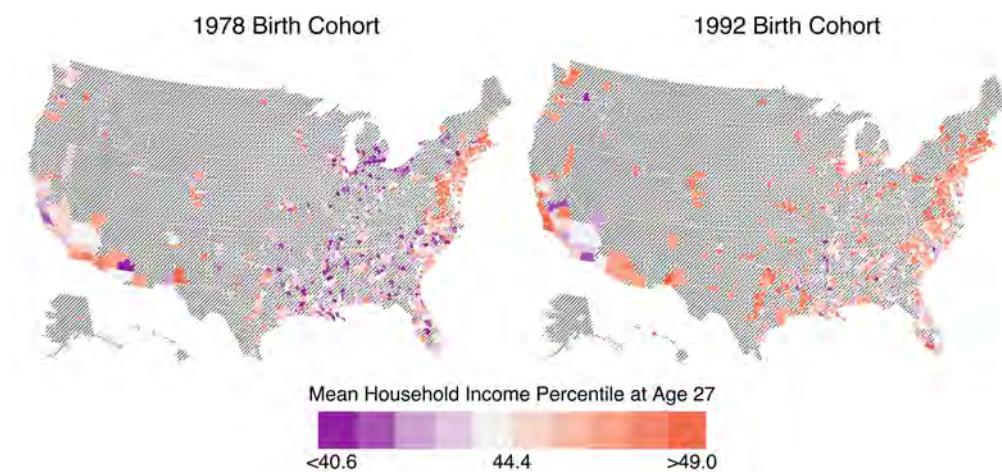 1978 Birth Cohort
1992 Birth Cohort
Mean Household Income Percentile at Age 27
<40.6 44.4 >49.0